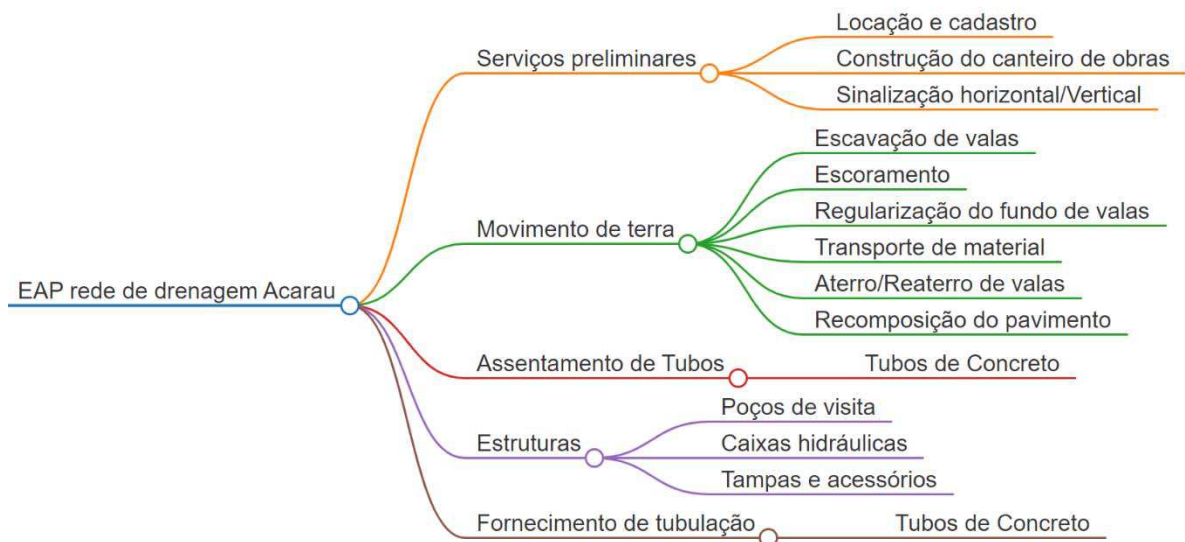 EAP rede de drenagem Acarau
Serviços preliminares
Locação e cadastro
Construção do canteiro de obras
Sinalização horizontal/Vertical
Movimento de terra
Escavação de valas
Escoramento
Regularização do fundo de valas
Transporte de material
Aterro/Reaterro de valas
Recomposição do pavimento
Assentamento de Tubos
Tubos de Concreto
Estruturas
Poços de visita
Caixas hidráulicas
Tampas e acessórios
Fornecimento de tubulação
Tubos de Concreto